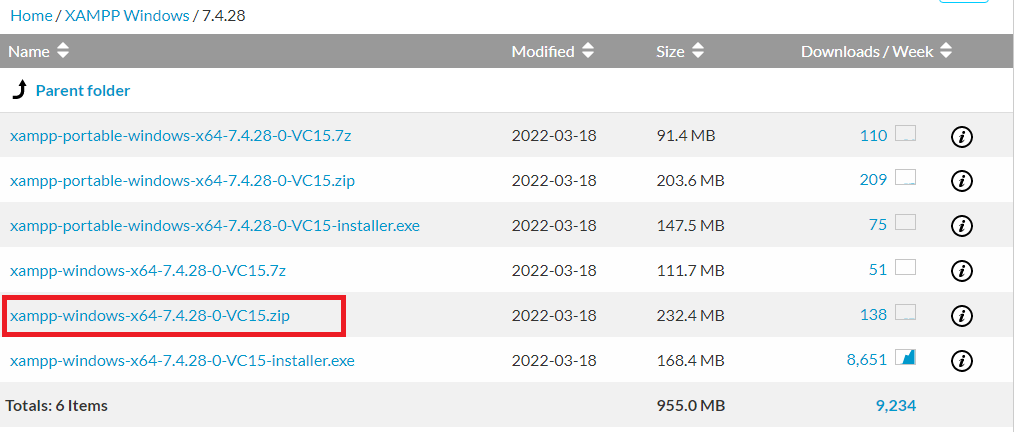 Home / XAMPP Windows / 7.4.28
Name Modified Size Downloads / Week
Parent folder
xampp-portable-windows-x64-7.4.28-0-VC15.7z 2022-03-18 91.4 MB 110
xampp-portable-windows-x64-7.4.28-0-VC15.zip 2022-03-18 203.6 MB 209
xampp-portable-windows-x64-7.4.28-0-VC15-installer.exe 2022-03-18 147.5 MB 75
xampp-windows-x64-7.4.28-0-VC15.7z 2022-03-18 111.7 MB 51
xampp-windows-x64-7.4.28-0-VC15.zip 2022-03-18 232.4 MB 138
xampp-windows-x64-7.4.28-0-VC15-installer.exe 2022-03-18 168.4 MB 8,651
Totals: 6 Items 955.0 MB 9,234